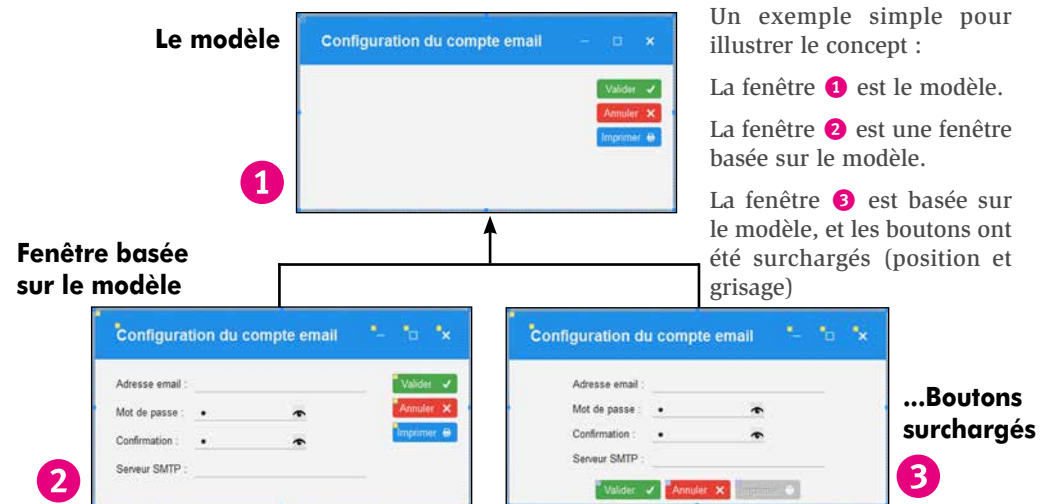 Le modèle
Configuration du compte email
Valider
Annuler
Imprimer
1
Un exemple simple pour
illustrer le concept :
La fenêtre 1 est le modèle.
La fenêtre 2 est une fenêtre
basée sur le modèle.
La fenêtre 3 est basée sur
le modèle, et les boutons ont
été surchargés (position et
grisage)
Fenêtre basée
sur le modèle
Configuration du compte email
Adresse email :
Mot de passe :
Confirmation :
Serveur SMTP :
Valider
Annuler
Imprimer
2
Configuration du compte email
Adresse email :
Mot de passe :
Confirmation :
Serveur SMTP :
Valider
Annuler
Imprimer
...Boutons
surchargés
3